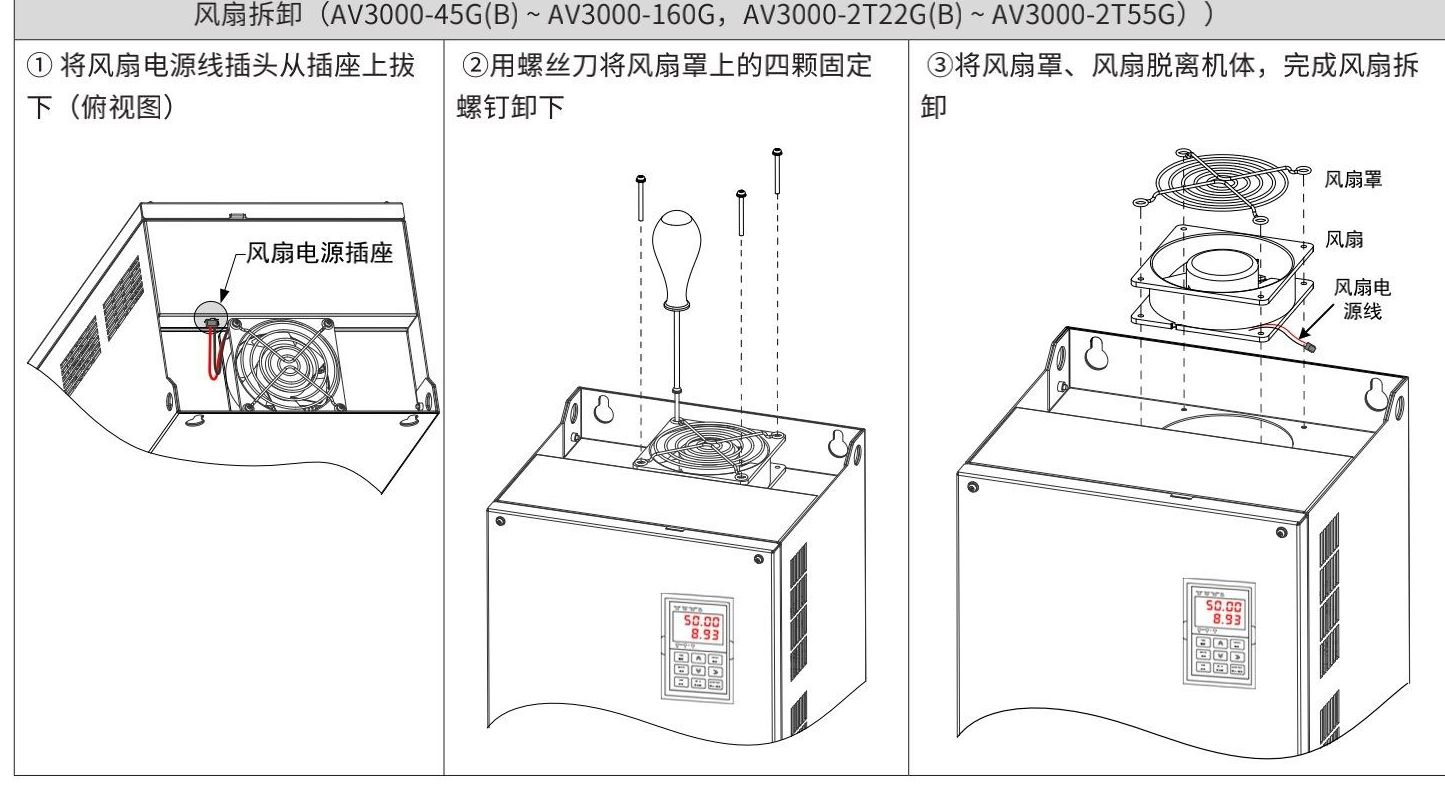 风扇拆卸（AV3000-45G(B) ~ AV3000-160G，AV3000-2T22G(B) ~ AV3000-2T55G））
① 将风扇电源线插头从插座上拔
下（俯视图）
风扇电源插座
②用螺丝刀将风扇罩上的四颗固定
螺钉卸下
50.00
8.93
③将风扇罩、风扇脱离机体，完成风扇拆
卸
风扇罩
风扇
风扇电
源线
50.00
8.93